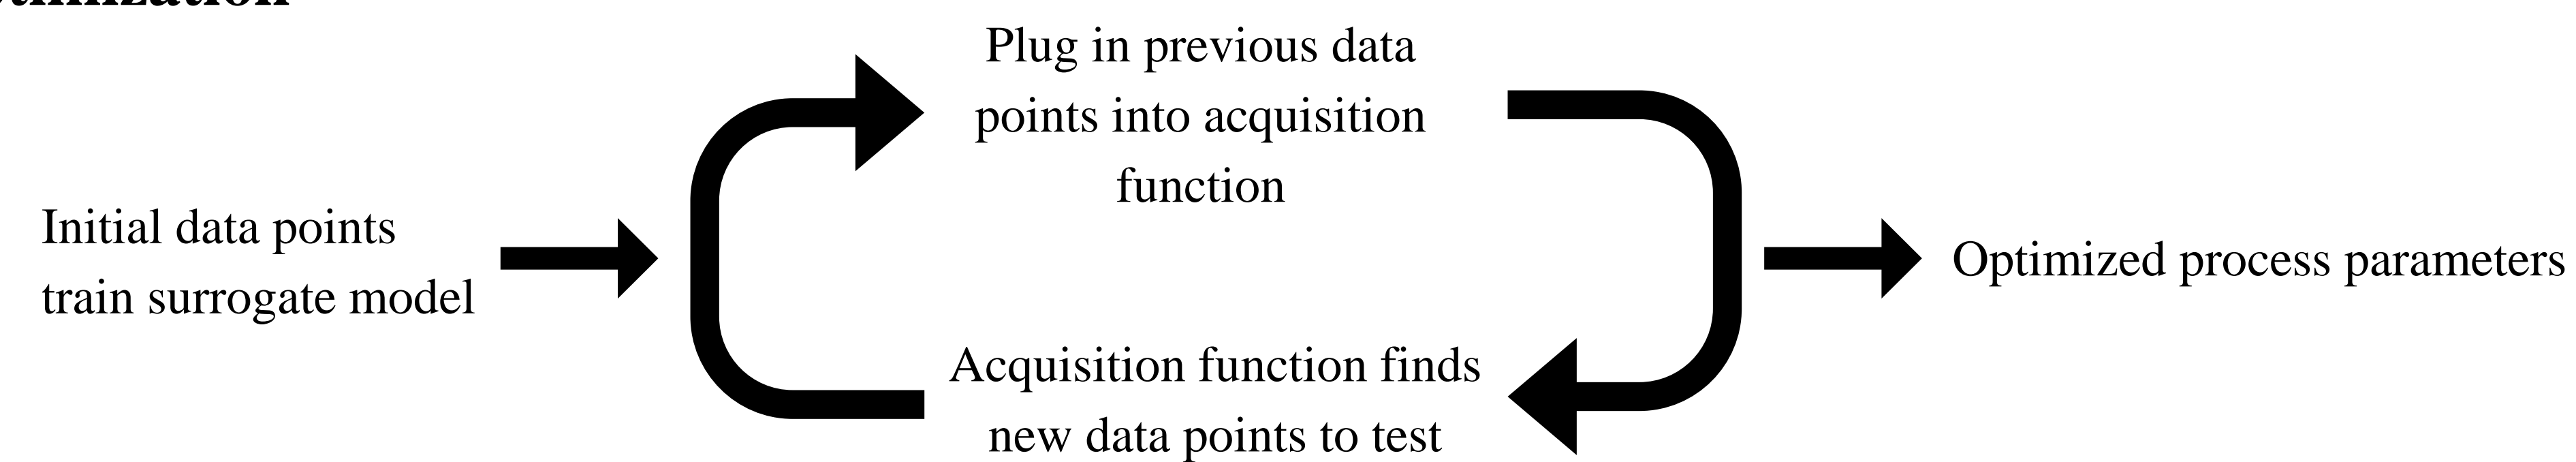 Initial data points
train surrogate model
Plug in previous data
points into acquisition
function
Acquisition function finds
new data points to test
Optimized process parameters